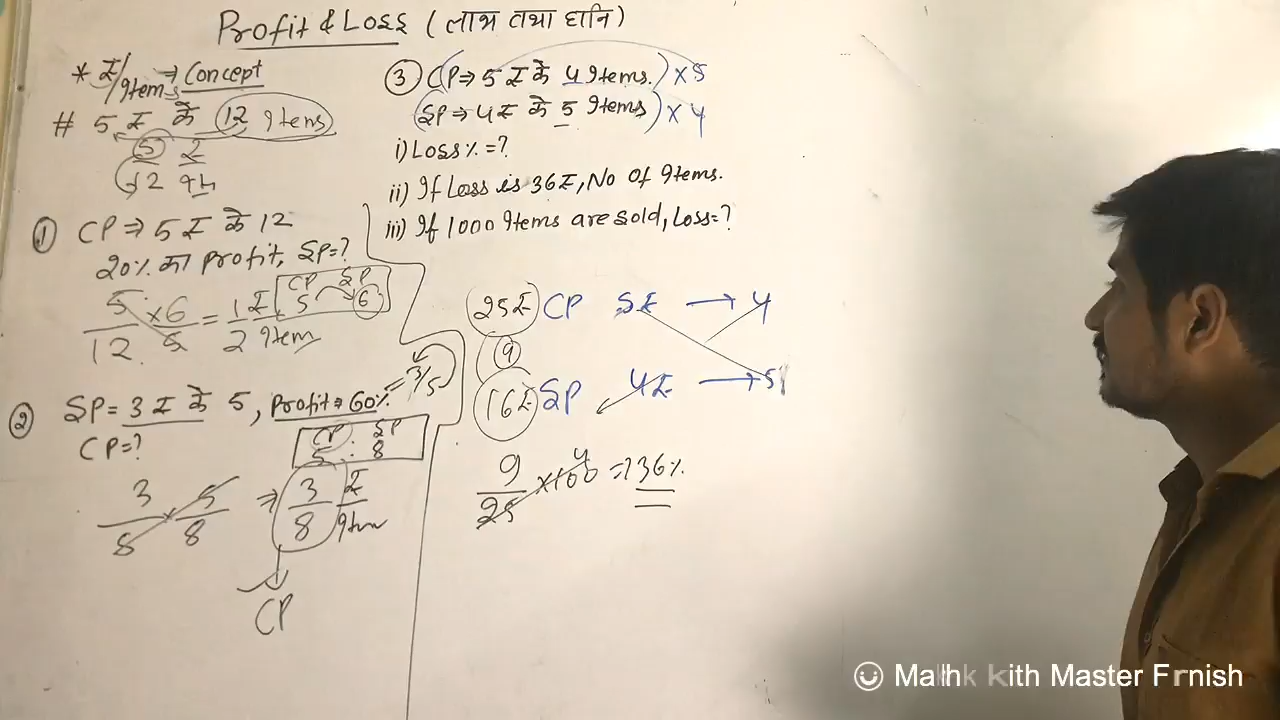 Profit & Loss (लाभ तथा हानि)
* ₹/Items ⇒ Concept
# 5 ₹ के 12 Items
5 ₹
12 
① CP ⇒ 5 ₹ के 12
20% का Profit, SP=?
CP SP
5 6
5/12 × 6/5 = 1 ₹/2 Item
② SP = 3 ₹ के 5, Profit ⇒ 60% = 3/5
CP=?
CP : SP
5 : 8
3/5 × 5/8 ⇒ 3/8 ₹/Item
CP
③ (CP ⇒ 5 ₹ के 4 Items.) × 5
(SP ⇒ 4 ₹ के 5 Items) × 4
i) Loss% = ?
ii) If Loss is 36 ₹, No of Items.
iii) If 1000 Items are sold, Loss = ?
25₹ CP 5₹ → 4
9
16₹ SP 4₹ → 5
9/25 × 100 4 ⇒ 36%
ith Master F